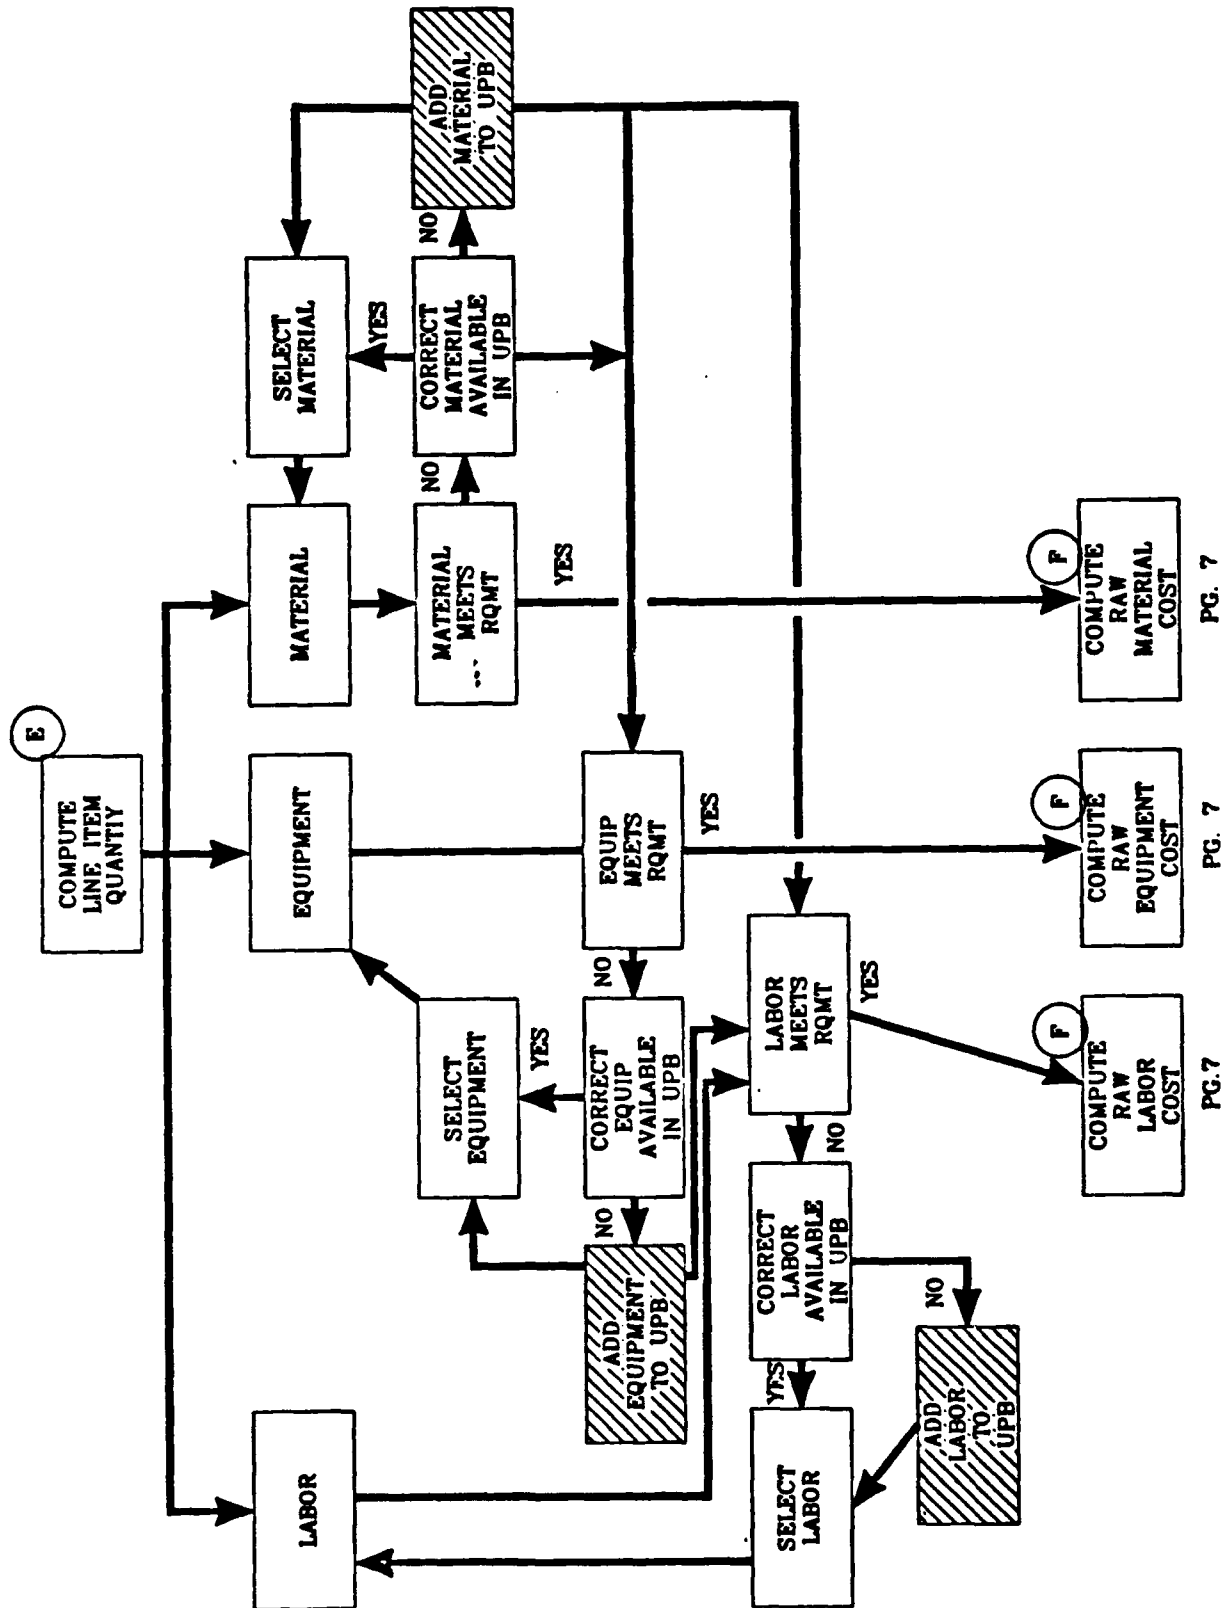 E
COMPUTE
LINE ITEM
QUANTIY
LABOR
EQUIPMENT
MATERIAL
SELECT
MATERIAL
SELECT
EQUIPMENT
YES
MATERIAL
MEETS
RQMT
NO
CORRECT
MATERIAL
AVAILABLE
IN UPB
NO
ADD
MATERIAL
TO UPB
YES
YES
ADD
EQUIPMENT
TO UPB
NO
CORRECT
EQUIP
AVAILABLE
IN UPB
NO
EQUIP
MEETS
RQMT
YES
SELECT
LABOR
YES
CORRECT
LABOR
AVAILABLE
IN UPB
NO
LABOR
MEETS
RQMT
YES
NO
ADD
LABOR
TO
UPB
F
COMPUTE
RAW
LABOR
COST
F
COMPUTE
RAW
EQUIPMENT
COST
F
COMPUTE
RAW
MATERIAL
COST
PG.7
PG. 7
PG. 7